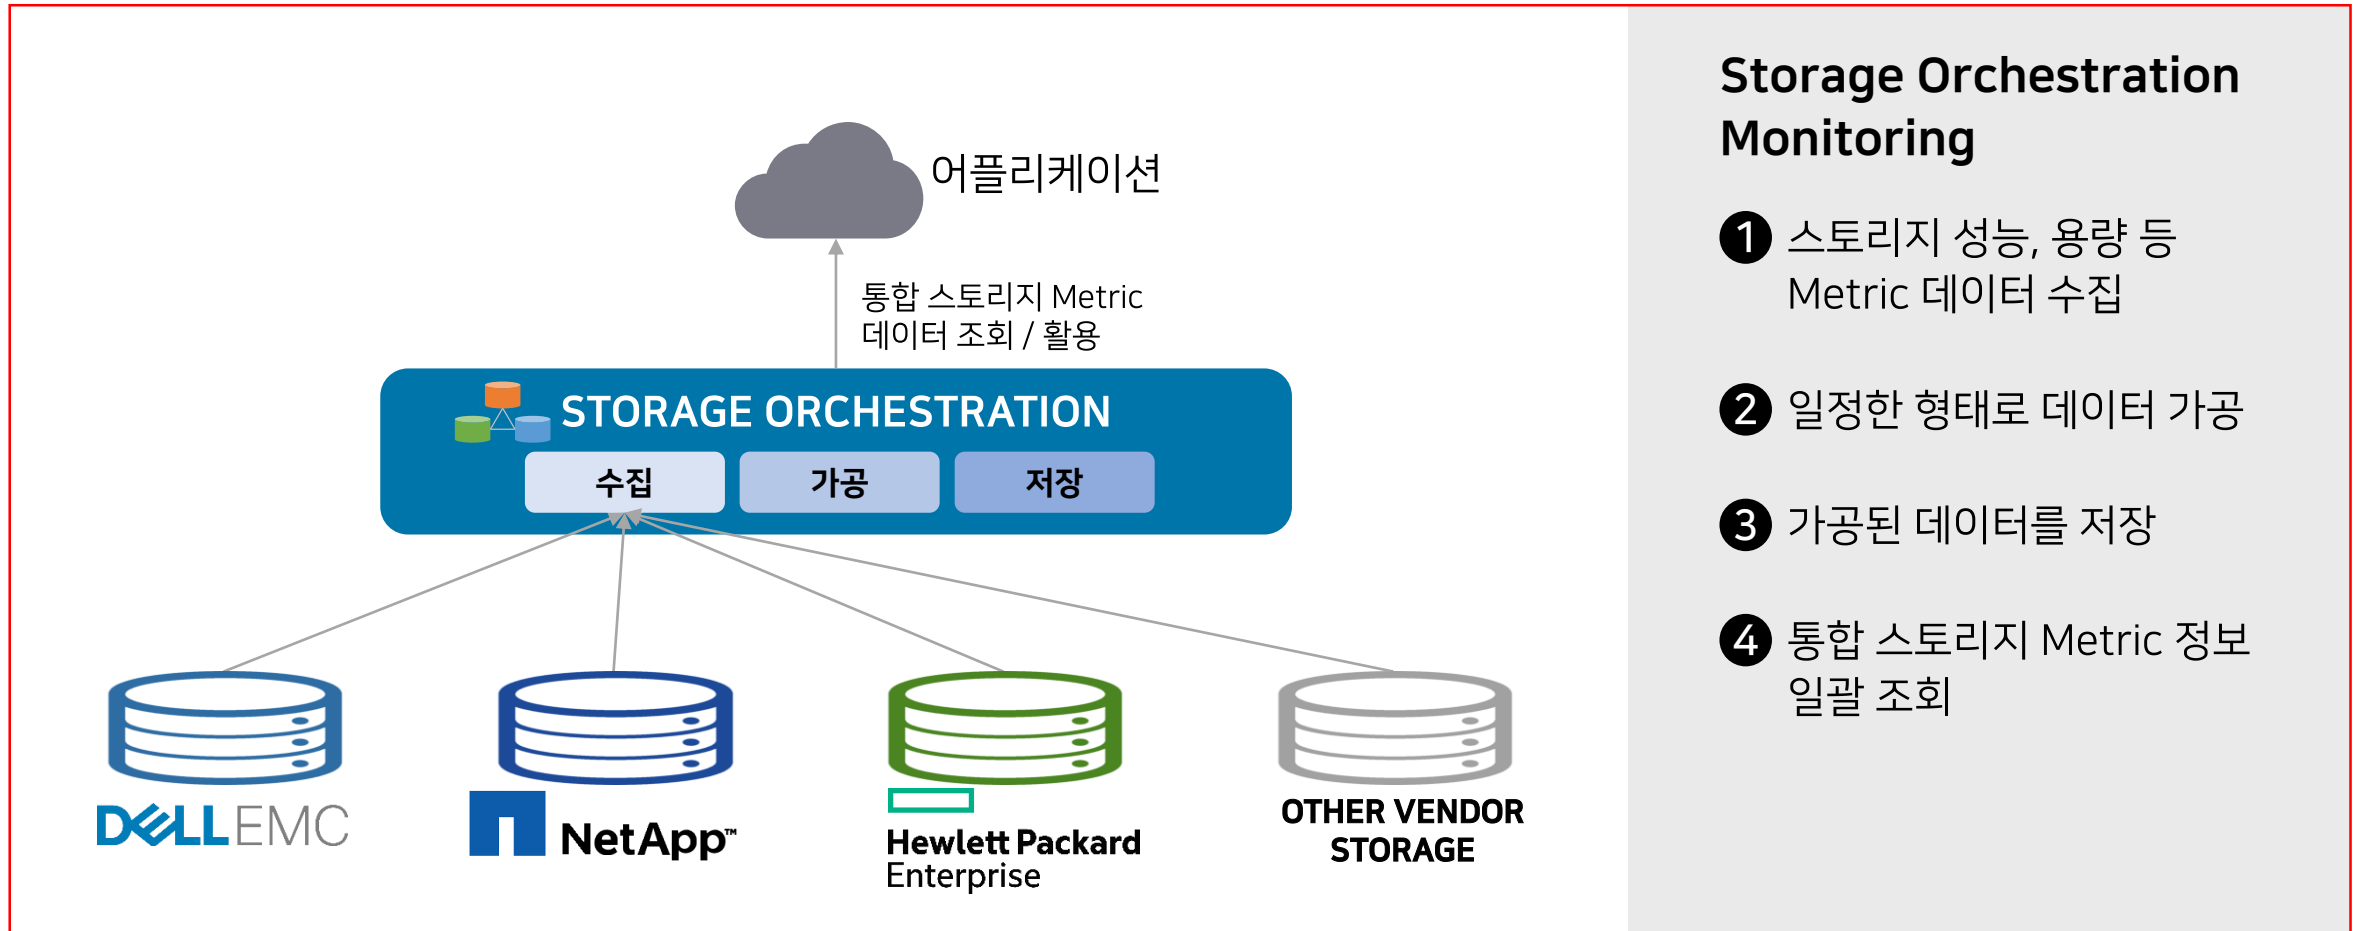 어플리케이션
통합 스토리지 Metric
데이터 조회 / 활용
STORAGE ORCHESTRATION
수집
가공
저장
DELL EMC
NetApp™
Hewlett Packard
Enterprise
OTHER VENDOR
STORAGE
Storage Orchestration
Monitoring
1 스토리지 성능, 용량 등
Metric 데이터 수집
2 일정한 형태로 데이터 가공
3 가공된 데이터를 저장
4 통합 스토리지 Metric 정보
일괄 조회